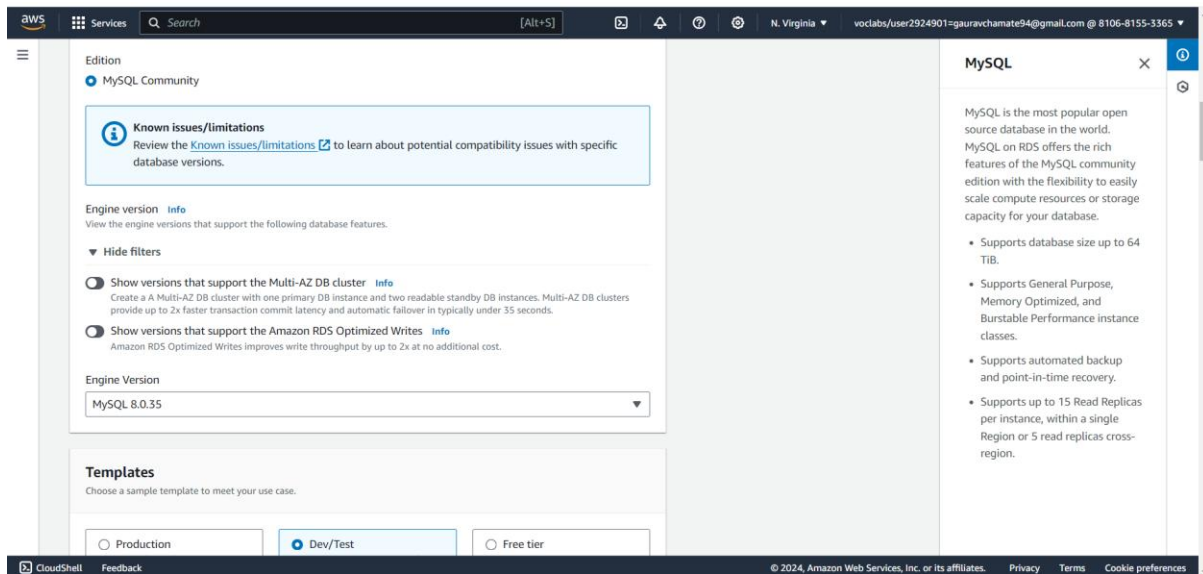 aws
Services
Search
[Alt+S]
N. Virginia
voclabs/user2924901=gauravchamate94@gmail.com @ 8106-8155-3365
Edition
MySQL Community
Known issues/limitations
Review the Known issues/limitations to learn about potential compatibility issues with specific
database versions.
Engine version Info
View the engine versions that support the following database features.
Hide filters
Show versions that support the Multi-AZ DB cluster Info
Create a A Multi-AZ DB cluster with one primary DB instance and two readable standby DB instances. Multi-AZ DB clusters
provide up to 2x faster transaction commit latency and automatic failover in typically under 35 seconds.
Show versions that support the Amazon RDS Optimized Writes Info
Amazon RDS Optimized Writes improves write throughput by up to 2x at no additional cost.
Engine Version
MySQL 8.0.35
Templates
Choose a sample template to meet your use case.
Production
Dev/Test
Free tier
MySQL
MySQL is the most popular open
source database in the world.
MySQL on RDS offers the rich
features of the MySQL community
edition with the flexibility to easily
scale compute resources or storage
capacity for your database.
• Supports database size up to 64
TiB.
• Supports General Purpose,
Memory Optimized, and
Burstable Performance instance
classes.
• Supports automated backup
and point-in-time recovery.
• Supports up to 15 Read Replicas
per instance, within a single
Region or 5 read replicas cross-
region.
CloudShell
Feedback
© 2024, Amazon Web Services, Inc. or its affiliates.
Privacy
Terms
Cookie preferences